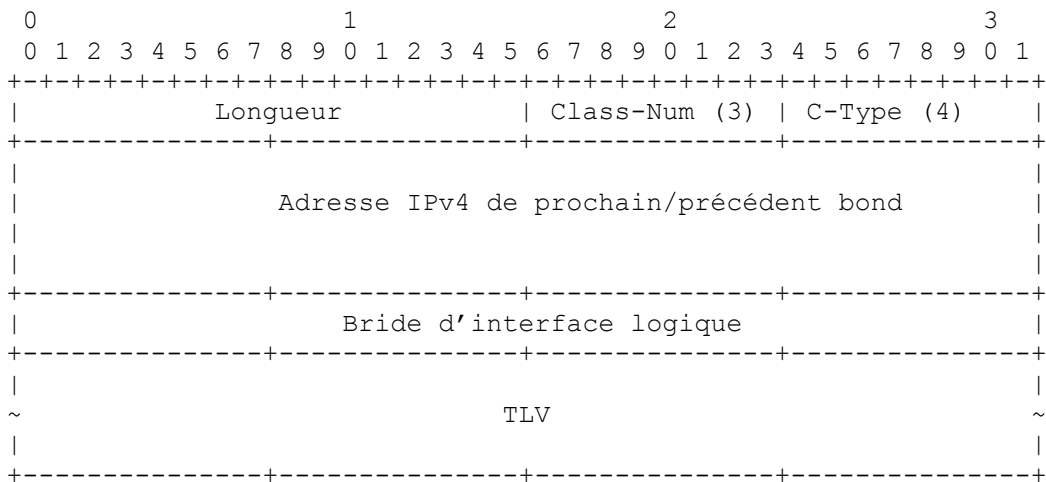 0 1 2 3
0 1 2 3 4 5 6 7 8 9 0 1 2 3 4 5 6 7 8 9 0 1 2 3 4 5 6 7 8 9 0 1
+-+-+-+-+-+-+-+-+-+-+-+-+-+-+-+-+-+-+-+-+-+-+-+-+-+-+-+-+-+-+-+-+
| Longueur | Class-Num (3) | C-Type (4) |
+---------------+---------------+---------------+---------------+
| |
| Adresse IPv4 de prochain/précédent bond |
| |
| |
+---------------+---------------+---------------+---------------+
| Bride d’interface logique |
+---------------+---------------+---------------+---------------+
| |
~ TLV ~
| |
+---------------+---------------+---------------+---------------+